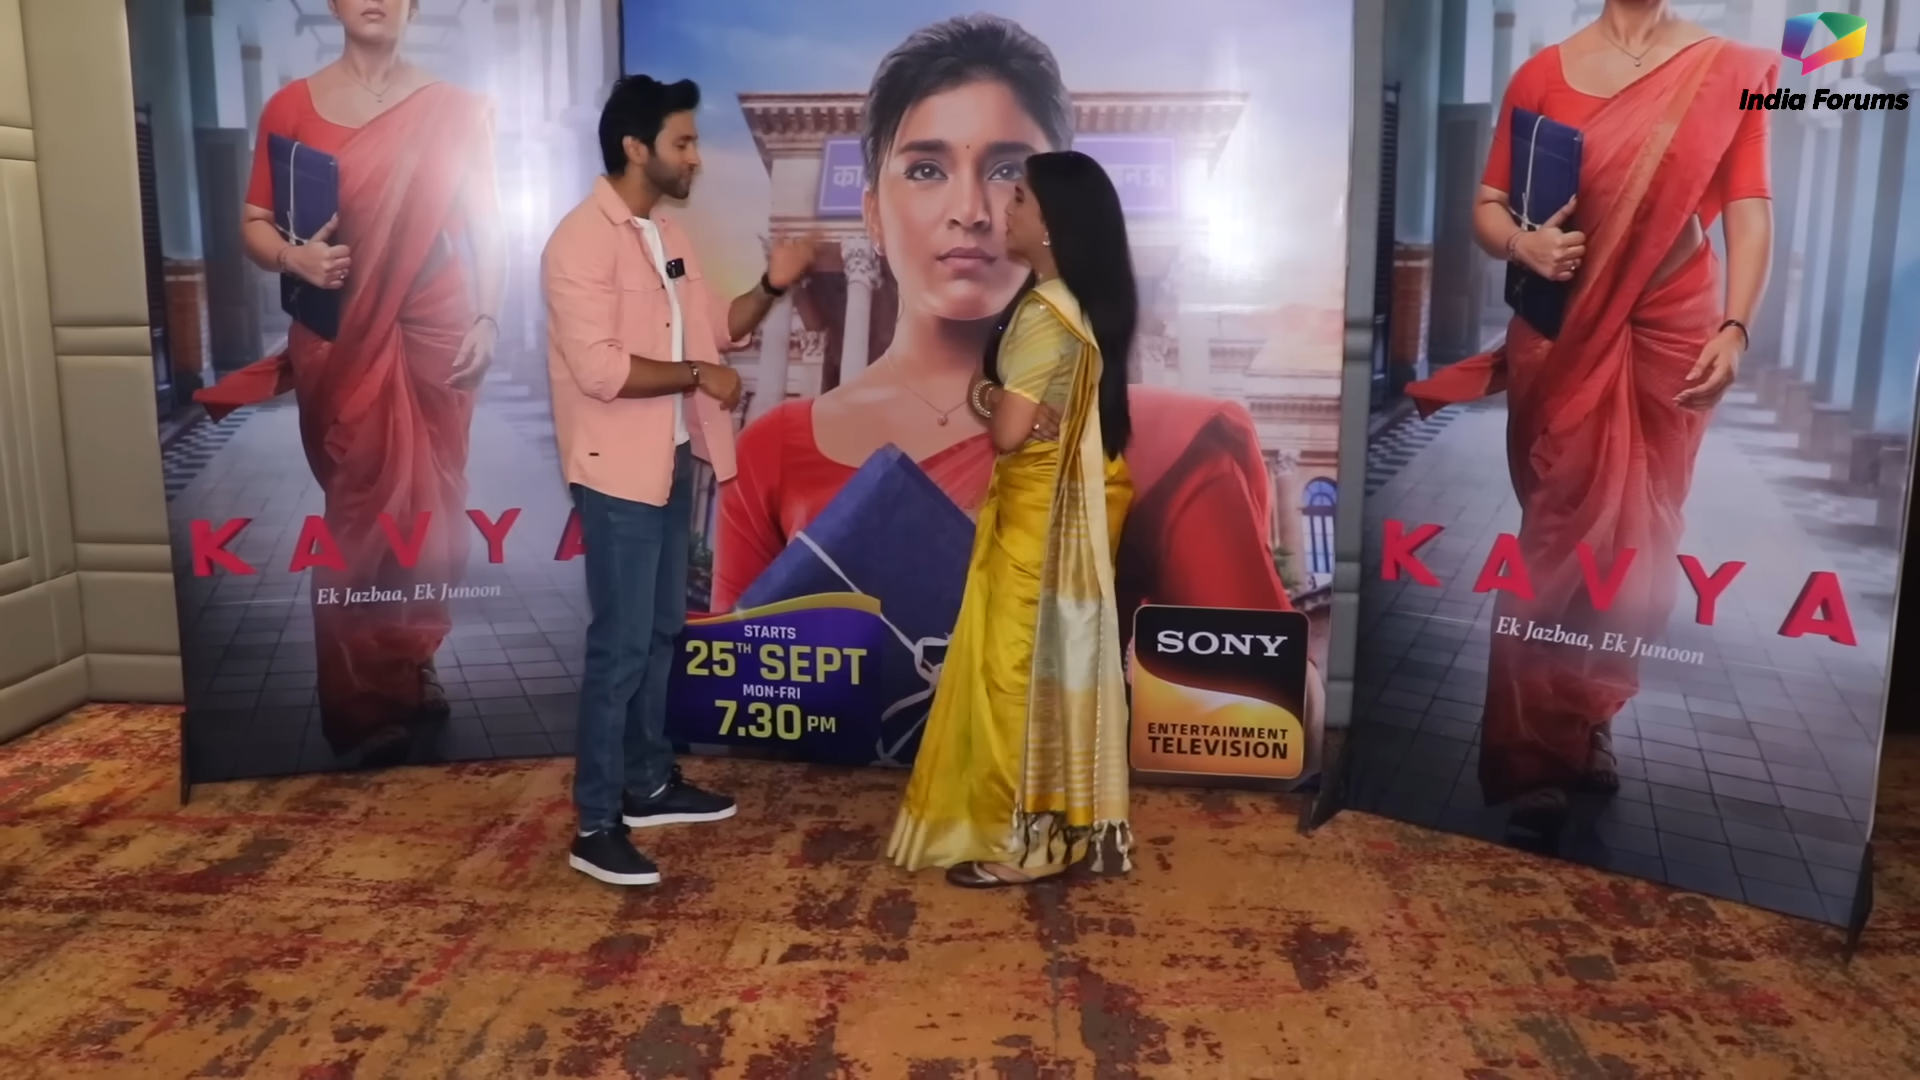 India Forums
का
नऊ
KAVYA
Ek Jazbaa, Ek Junoon
STARTS
25TH SEPT
MON-FRI
7.30 PM
SONY
ENTERTAINMENT
TELEVISION
KAVYA
Ek Jazbaa, Ek Junoon